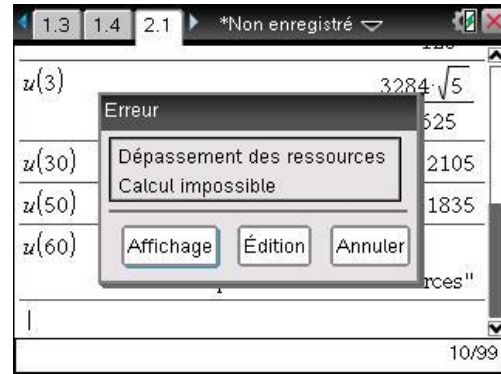 1.3 1.4 2.1 *Non enregistré
u(3) 3284·√5
625
Erreur
Dépassement des ressources
Calcul impossible
u(30) 2105
u(50) 1835
u(60)
Affichage Édition Annuler
rces"
10/99